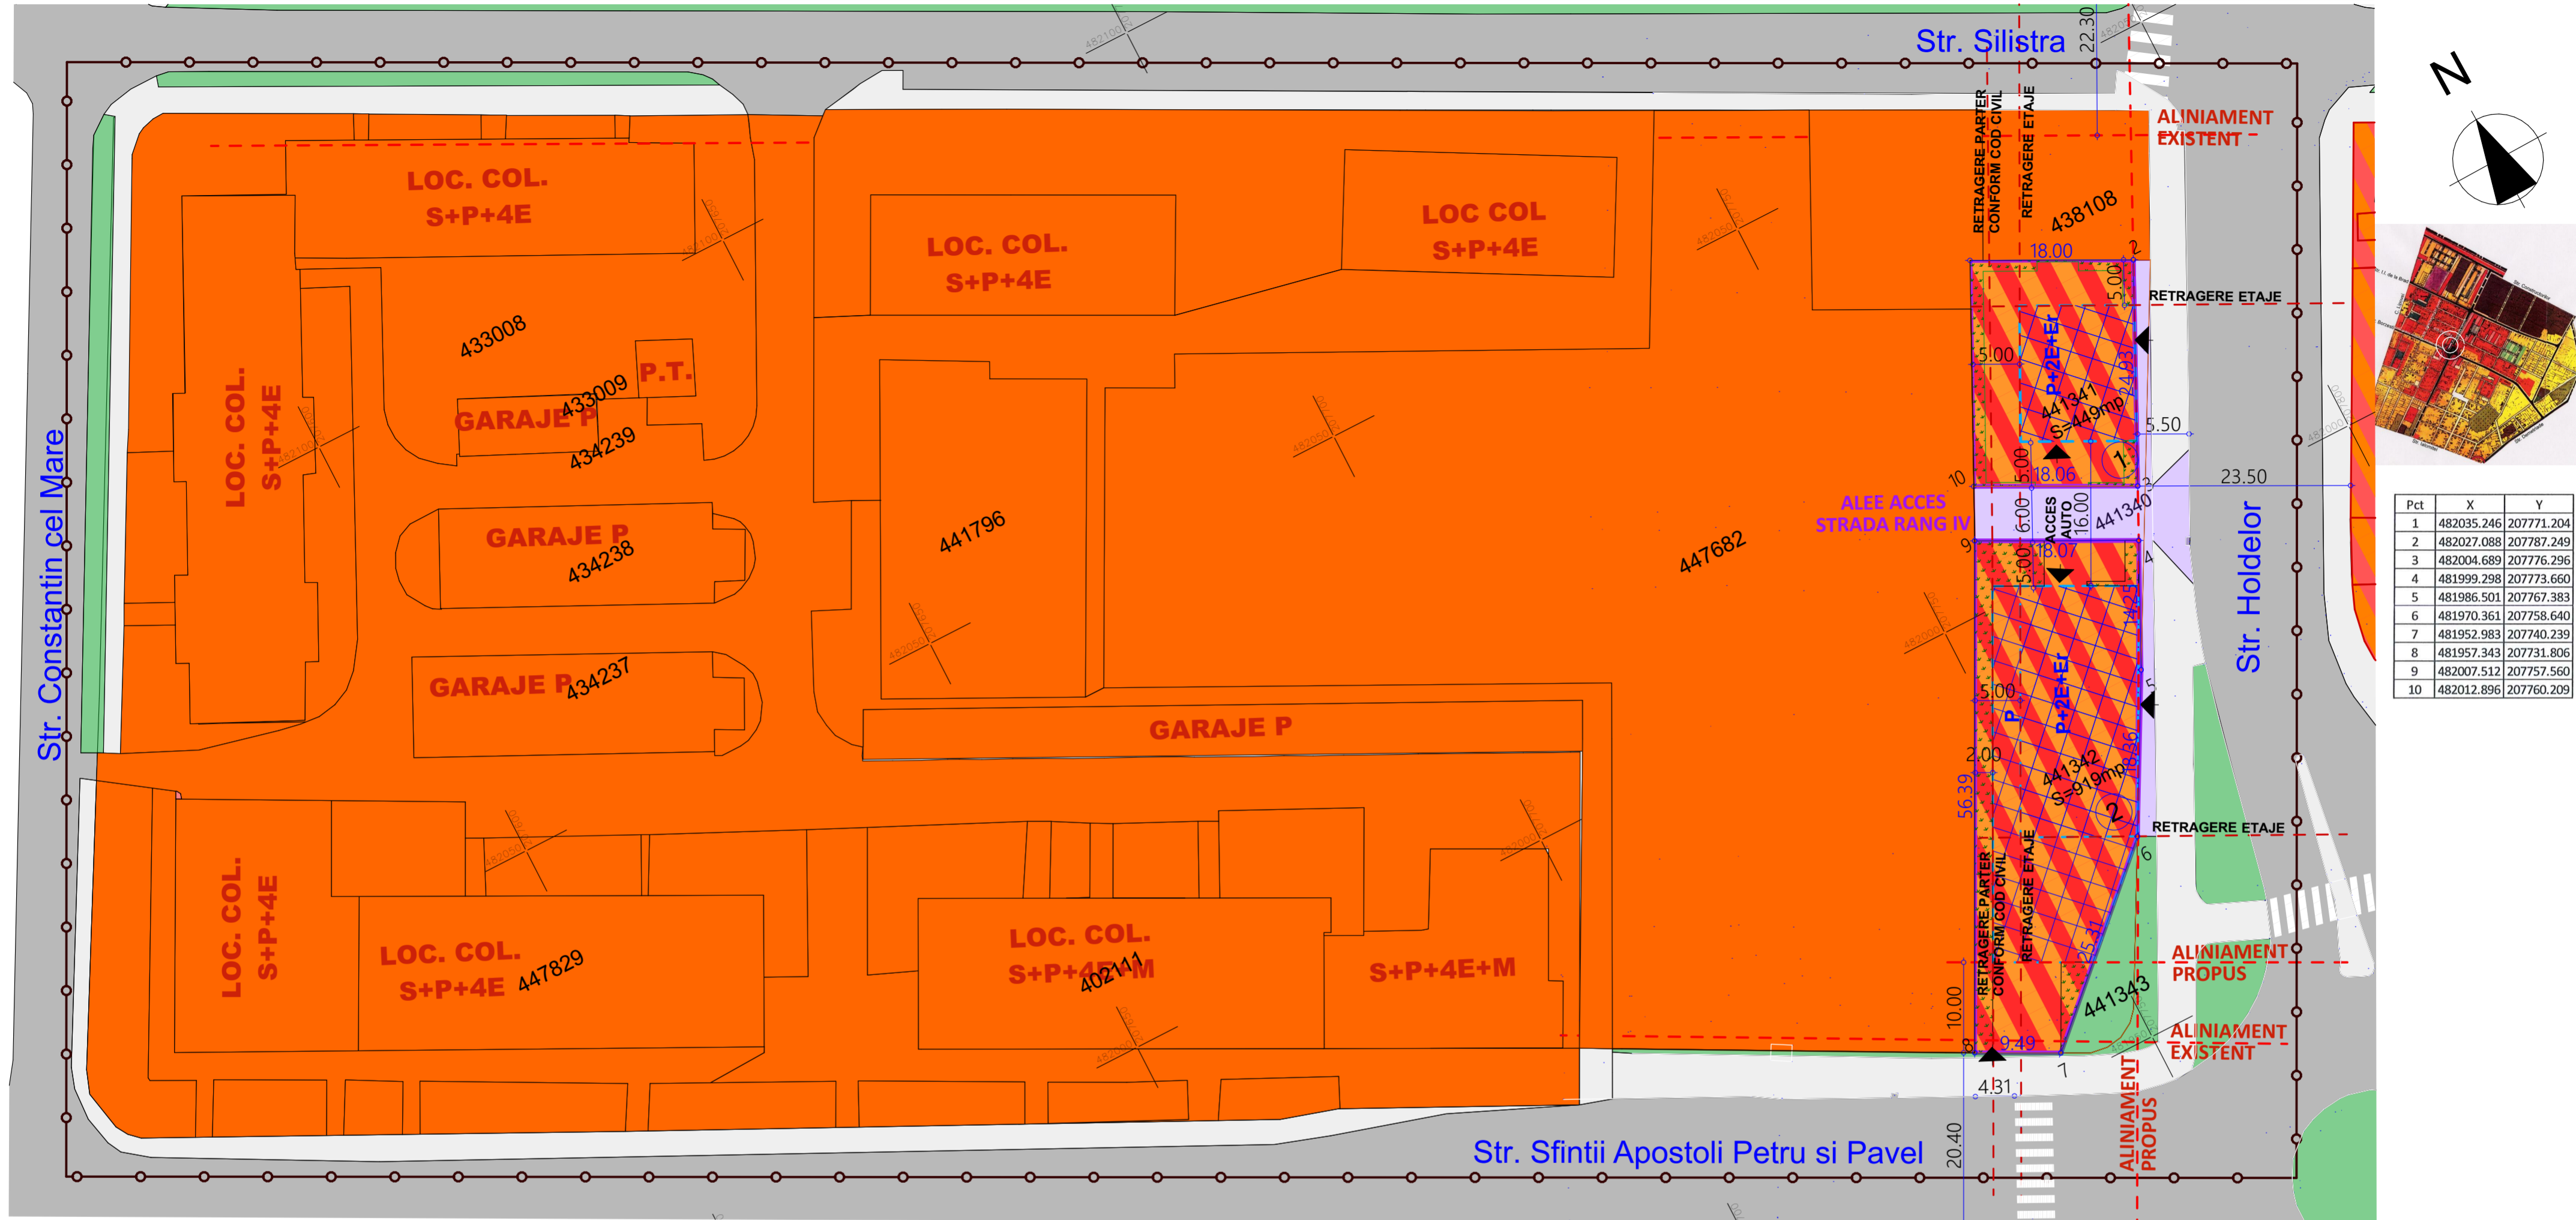 Str. Silistra
22.30
N
ALINIAMENT
EXISTENT
RETRAGERE PARTER
CONFORM COD CIVIL
RETRAGERE ETAJE
438108
LOC. COL.
S+P+4E
LOC. COL.
S+P+4E
LOC COL
S+P+4E
433008
P.T.
433009
GARAJE P
434239
LOC. COL.
S+P+4E
Str. Constantin cel Mare
GARAJE P
434238
GARAJE P
434237
441796
447682
GARAJE P
18.00
2
5.00
RETRAGERE ETAJE
P+2E+Er
24.93
5.00
441341
S=449mp
1
5.50
5.00
18.06
10
3
23.50
ALEE ACCES
STRADA RANG IV
6.00
ACCES
AUTO
16.00
441340
Str. Holdelor
9
18.07
5.00
4
14.25
5
5.00
P
P+2E+Er
2.00
18.36
56.39
441342
S=919mp
2
RETRAGERE ETAJE
6
RETRAGERE PARTER
CONFORM COD CIVIL
RETRAGERE ETAJE
25.31
ALINIAMENT
PROPUS
441343
10.00
ALINIAMENT
EXISTENT
8
9.49
7
4.31
ALINIAMENT
PROPUS
20.40
Str. Sfintii Apostoli Petru si Pavel
LOC. COL.
S+P+4E
LOC. COL.
S+P+4E
447829
LOC. COL.
S+P+4E+M
402111
S+P+4E+M
Pct X Y
1 482035.246 207771.204
2 482027.088 207787.249
3 482004.689 207776.296
4 481999.298 207773.660
5 481986.501 207767.383
6 481970.361 207758.640
7 481952.983 207740.239
8 481957.343 207731.806
9 482007.512 207757.560
10 482012.896 207760.209